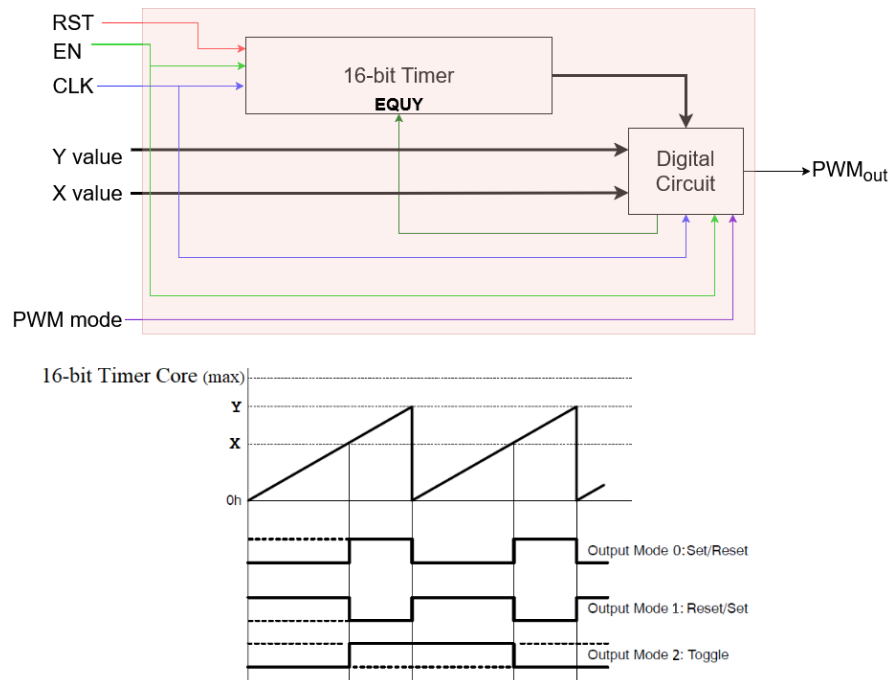 RST
EN
CLK
16-bit Timer
EQUY
Y value
X value
Digital
Circuit
PWMout
PWM mode
16-bit Timer Core (max)
Y
X
0h
Output Mode 0: Set/Reset
Output Mode 1: Reset/Set
Output Mode 2: Toggle